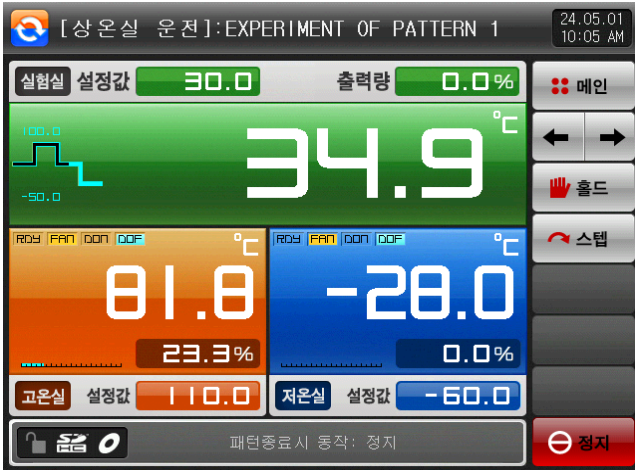 [상온실 운전]:EXPERIMENT OF PATTERN 1
24.05.01
10:05 AM
실험실 설정값 30.0 출력량 0.0%
메인
100.0
-50.0
34.9 ℃
홀드
스텝
RDY FAN DON DOF ℃
81.8
23.3%
RDY FAN DON DOF ℃
-28.0
0.0%
고온실 설정값 110.0
저온실 설정값 -60.0
패턴종료시 동작: 정지
정지